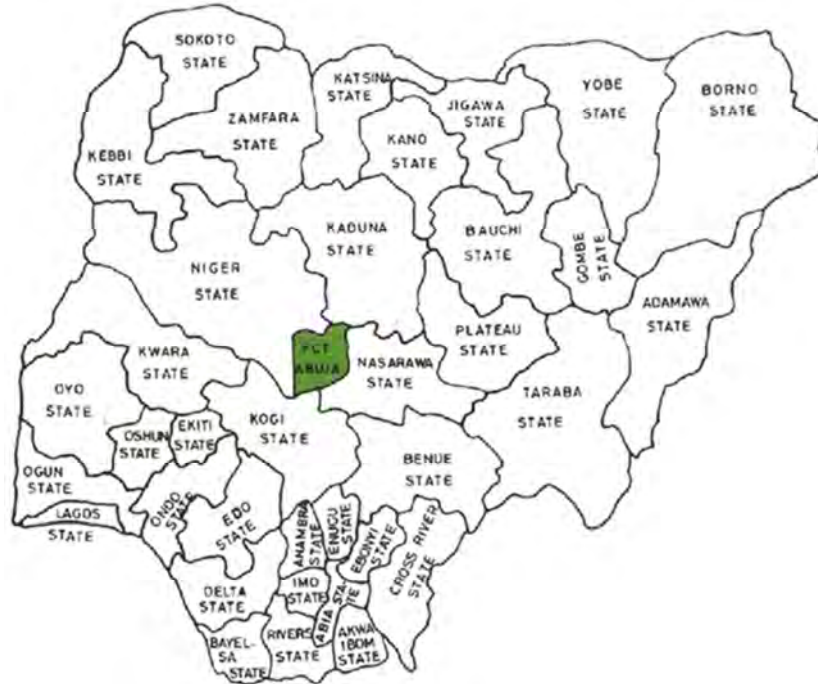 SOKOTO
STATE
KATSINA
STATE
YOBE
STATE
BORNO
STATE
JIGAWA
STATE
ZAMFARA
STATE
KANO
STATE
KEBBI
STATE
KADUNA
STATE
BAUCHI
STATE
GOMBE
STATE
NIGER
STATE
ADAMAWA
STATE
PLATEAU
STATE
FCT
ABUJA
NASARAWA
STATE
KWARA
STATE
OYO
STATE
TARABA
STATE
KOGI
STATE
OSHUN
STATE
EKITI
STATE
BENUE
STATE
OGUN
STATE
LAGOS
STATE
ONDO
STATE
EDO
STATE
ANAMBRA
STATE
ENUGU
STATE
EBONYI
STATE
CROSS RIVER
STATE
DELTA
STATE
IMO
STATE
ABIA STA-
TE
BAYEL-
SA STATE
RIVERS
STATE
AKWA
IBOM
STATE